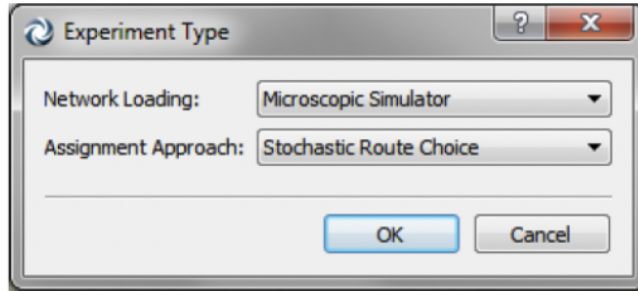 Experiment Type
?
X
Network Loading: Microscopic Simulator
Assignment Approach: Stochastic Route Choice
OK Cancel